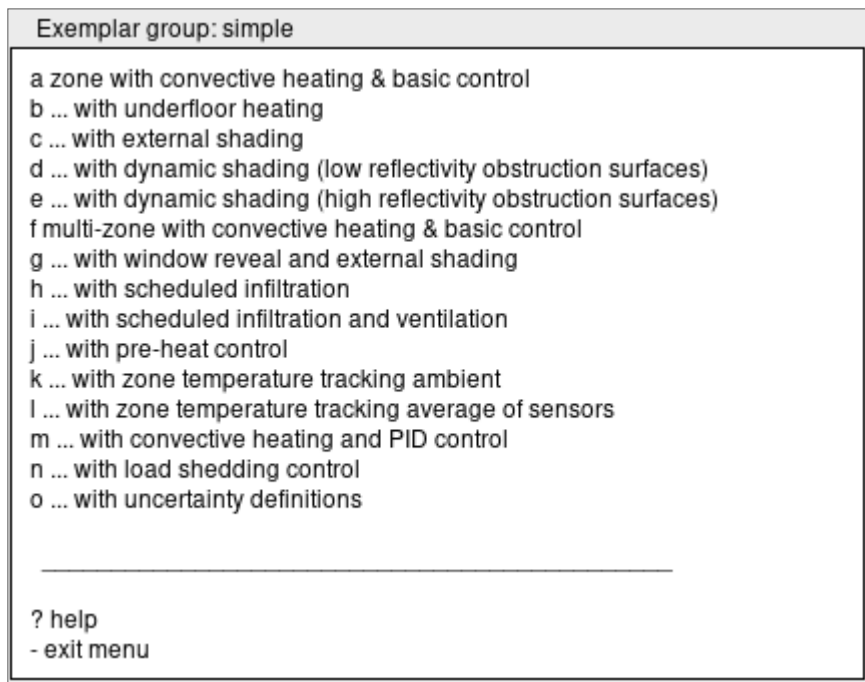 Exemplar group: simple
a zone with convective heating & basic control
b ... with underfloor heating
c ... with external shading
d ... with dynamic shading (low reflectivity obstruction surfaces)
e ... with dynamic shading (high reflectivity obstruction surfaces)
f multi-zone with convective heating & basic control
g ... with window reveal and external shading
h ... with scheduled infiltration
i ... with scheduled infiltration and ventilation
j ... with pre-heat control
k ... with zone temperature tracking ambient
l ... with zone temperature tracking average of sensors
m ... with convective heating and PID control
n ... with load shedding control
o ... with uncertainty definitions
? help
- exit menu